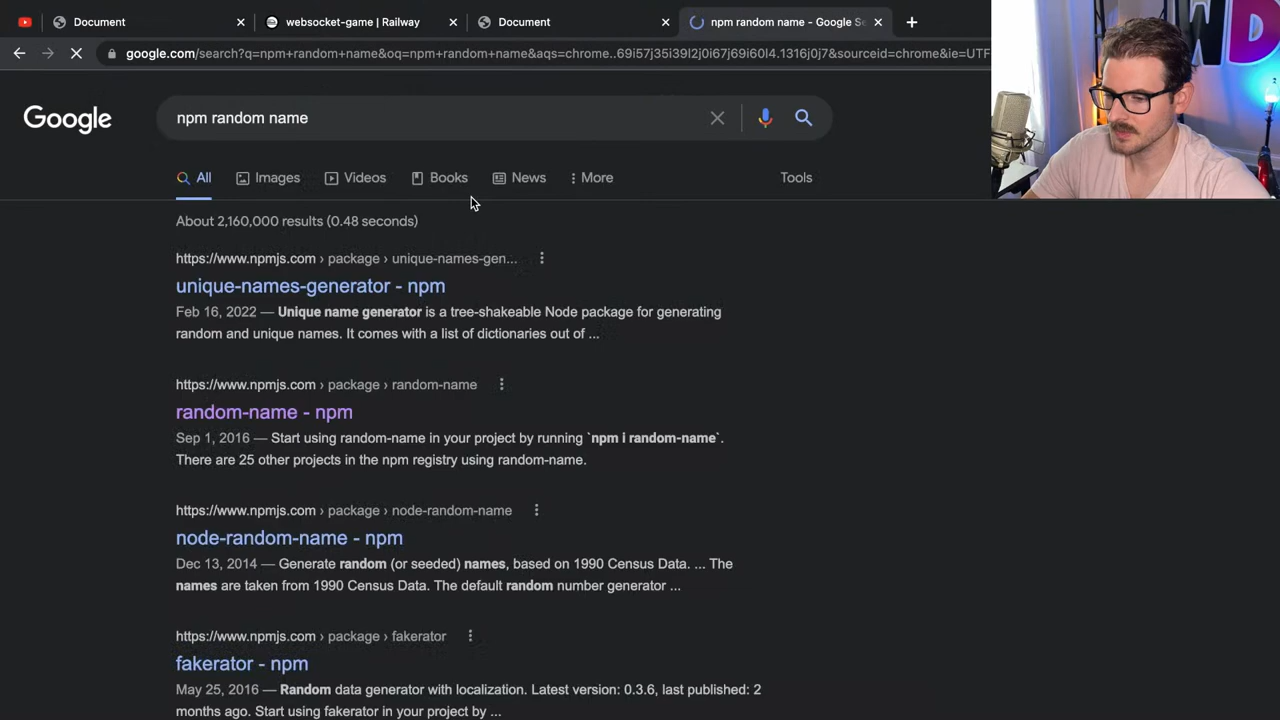 Document
websocket-game | Railway
Document
npm random name - Google Se
google.com/search?q=npm+random+name&oq=npm+random+name&aqs=chrome..69i57j35i39l2j0i67j69i60l4.1316j0j7&sourceid=chrome&ie=UTF
Google
npm random name
All
Images
Videos
Books
News
More
Tools
About 2,160,000 results (0.48 seconds)
https://www.npmjs.com › package › unique-names-gen...
unique-names-generator - npm
Feb 16, 2022 — Unique name generator is a tree-shakeable Node package for generating
random and unique names. It comes with a list of dictionaries out of ...
https://www.npmjs.com › package › random-name
random-name - npm
Sep 1, 2016 — Start using random-name in your project by running `npm i random-name`.
There are 25 other projects in the npm registry using random-name.
https://www.npmjs.com › package › node-random-name
node-random-name - npm
Dec 13, 2014 — Generate random (or seeded) names, based on 1990 Census Data. ... The
names are taken from 1990 Census Data. The default random number generator ...
https://www.npmjs.com › package › fakerator
fakerator - npm
May 25, 2016 — Random data generator with localization. Latest version: 0.3.6, last published: 2
months ago. Start using fakerator in your project by ...